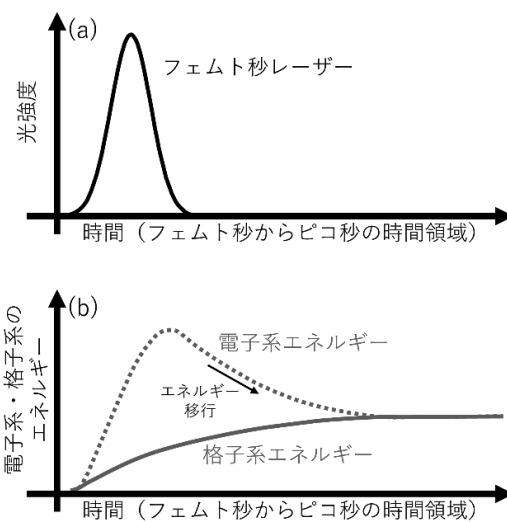 (a)
フェムト秒レーザー
光強度
時間（フェムト秒からピコ秒の時間領域）
(b)
電子系・格子系の
エネルギー
電子系エネルギー
エネルギー
移行
格子系エネルギー
時間（フェムト秒からピコ秒の時間領域）